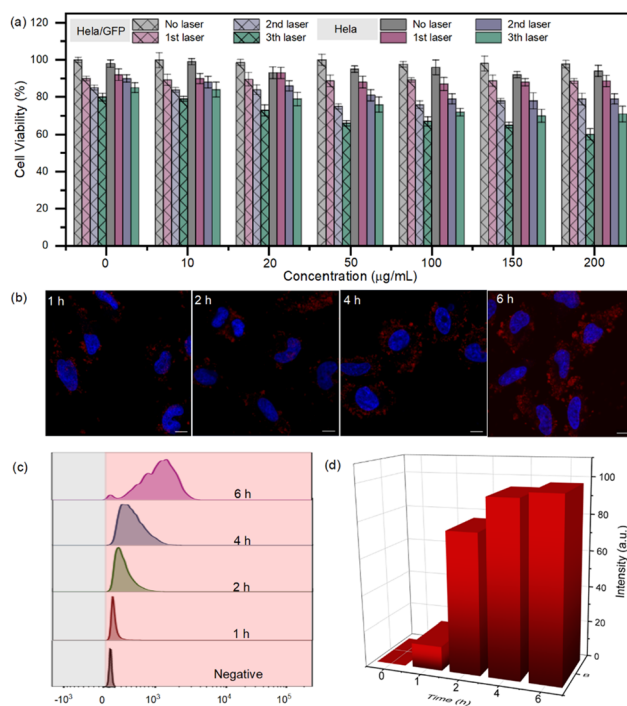 (a)
Hela/GFP
No laser
2nd laser
1st laser
3th laser
Hela
No laser
2nd laser
1st laser
3th laser
120
100
80
60
40
20
0
Cell Viability (%)
0 10 20 50 100 150 200
Concentration (μg/mL)
(b)
1 h
2 h
4 h
6 h
(c)
6 h
4 h
2 h
1 h
Negative
-10³ 0 10³ 10⁴ 10⁵
(d)
100
80
60
40
20
0
Intensity (a.u.)
0 1 2 4 6
Time (h)